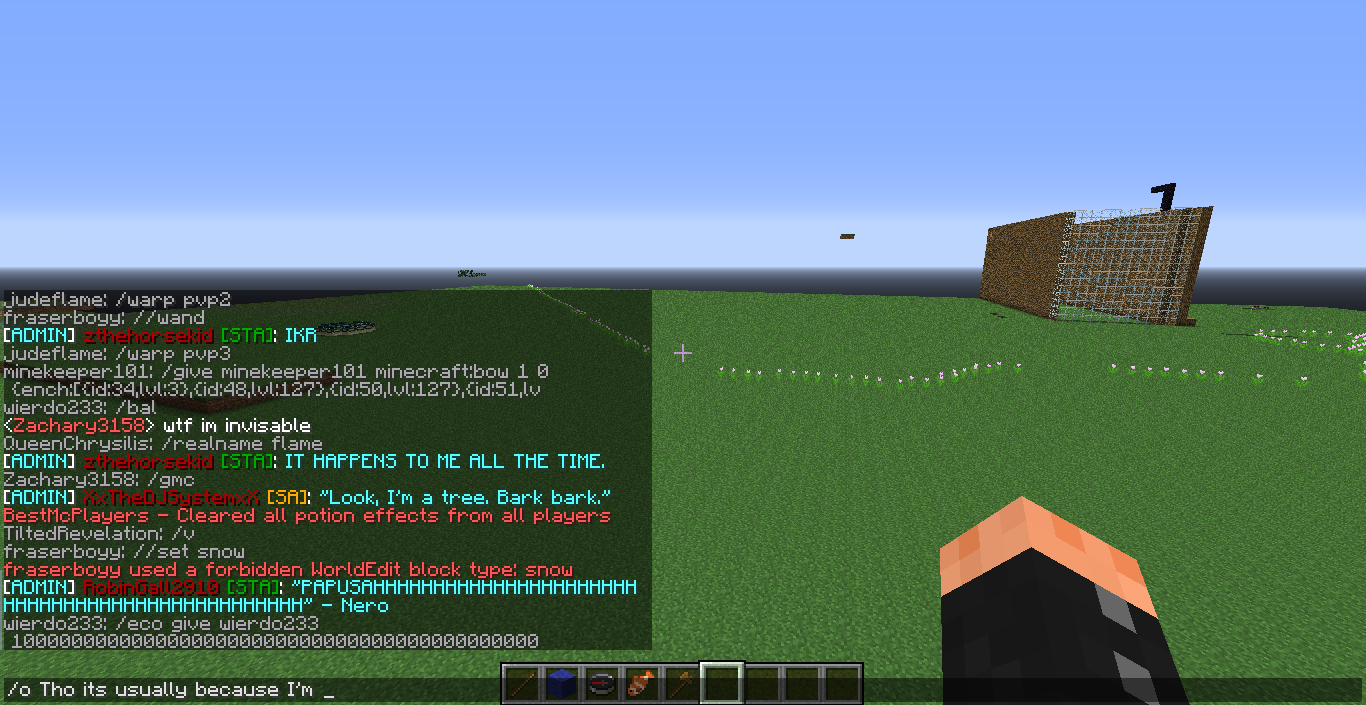 judeflame: /warp pvp2
fraserboyy: //wand
[ADMIN] zthehorsekid [STA]: IKR
judeflame: /warp pvp3
minekeeper101: /give minekeeper101 minecraft:bow 1 0
{ench:[{id:34,lvl:3},{id:48,lvl:127},{id:50,lvl:127},{id:51,lv
wierdo233: /bal
<Zachary3158> wtf im invisable
QueenChrysilis: /realname flame
[ADMIN] zthehorsekid [STA]: IT HAPPENS TO ME ALL THE TIME.
Zachary3158: /gmc
[ADMIN] XxTheDJSystemxX [SA]: "Look, I'm a tree. Bark bark."
BestMcPlayers - Cleared all potion effects from all players
TiltedRevelation: /v
fraserboyy: //set snow
fraserboyy used a forbidden WorldEdit block type: snow
[ADMIN] RobinGall2910 [STA]: "PAPUSAHHHHHHHHHHHHHHHHHHHHHH
HHHHHHHHHHHHHHHHHHHHHHHHH" - Nero
wierdo233: /eco give wierdo233
10000000000000000000000000000000000000000000
/o Tho its usually because I'm _